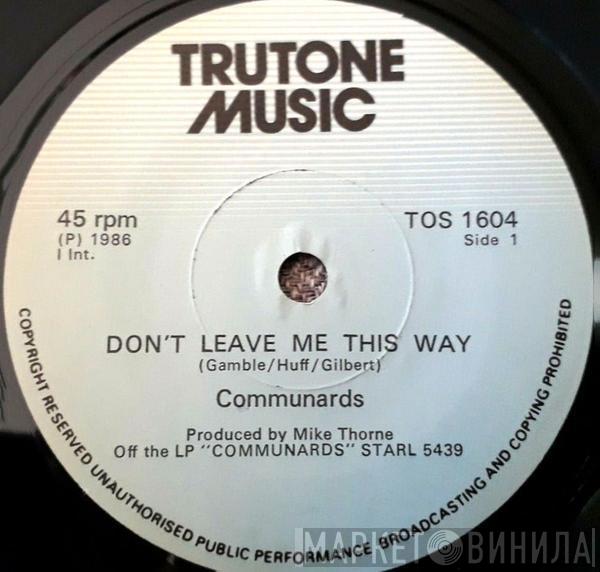 TRUTONE
MUSIC
45 rpm
(P) 1986
I Int.
TOS 1604
Side 1
DON'T LEAVE ME THIS WAY
(Gamble/Huff/Gilbert)
Communards
Produced by Mike Thorne
Off the LP "COMMUNARDS" STARL 5439
COPYRIGHT RESERVED UNAUTHORISED PUBLIC PERFORMANCE BROADCASTING AND COPYING PROHIBITED
МАРКЕТ ВИНИЛА